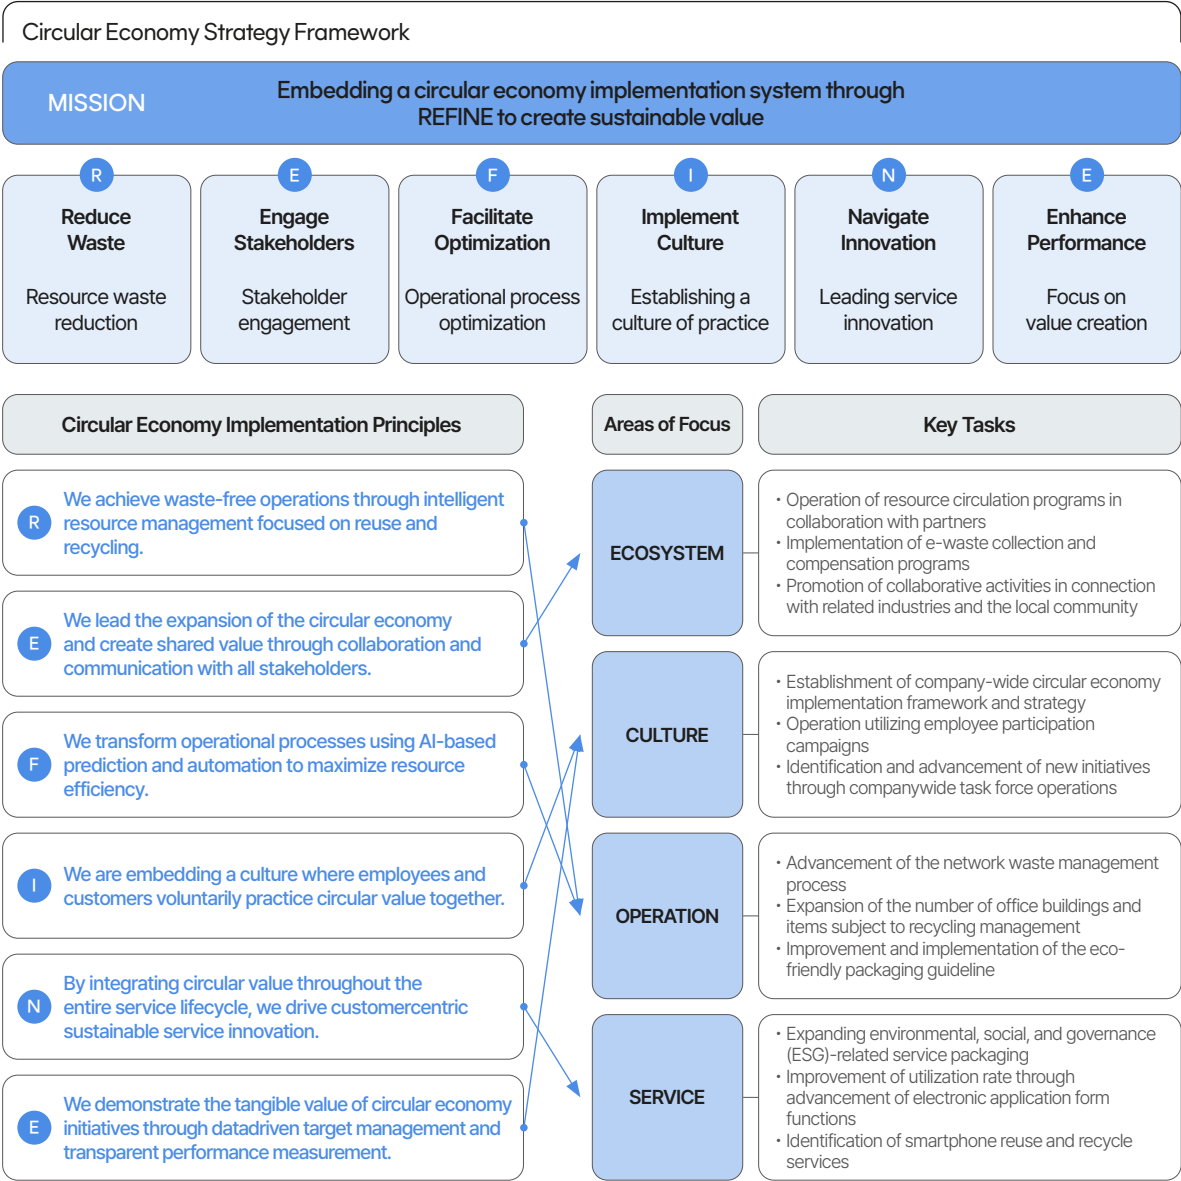 Circular Economy Strategy Framework
MISSION
Embedding a circular economy implementation system through
REFINE to create sustainable value
R
Reduce
Waste
Resource waste
reduction
E
Engage
Stakeholders
Stakeholder
engagement
F
Facilitate
Optimization
Operational process
optimization
I
Implement
Culture
Establishing a
culture of practice
N
Navigate
Innovation
Leading service
innovation
E
Enhance
Performance
Focus on
value creation
Circular Economy Implementation Principles
R
We achieve waste-free operations through intelligent
resource management focused on reuse and
recycling.
E
We lead the expansion of the circular economy
and create shared value through collaboration and
communication with all stakeholders.
F
We transform operational processes using AI-based
prediction and automation to maximize resource
efficiency.
I
We are embedding a culture where employees and
customers voluntarily practice circular value together.
N
By integrating circular value throughout the
entire service lifecycle, we drive customercentric
sustainable service innovation.
E
We demonstrate the tangible value of circular economy
initiatives through datadriven target management and
transparent performance measurement.
Areas of Focus
Key Tasks
ECOSYSTEM
• Operation of resource circulation programs in
collaboration with partners
• Implementation of e-waste collection and
compensation programs
• Promotion of collaborative activities in connection
with related industries and the local community
CULTURE
• Establishment of company-wide circular economy
implementation framework and strategy
• Operation utilizing employee participation
campaigns
• Identification and advancement of new initiatives
through companywide task force operations
OPERATION
• Advancement of the network waste management
process
• Expansion of the number of office buildings and
items subject to recycling management
• Improvement and implementation of the eco-
friendly packaging guideline
SERVICE
• Expanding environmental, social, and governance
(ESG)-related service packaging
• Improvement of utilization rate through
advancement of electronic application form
functions
• Identification of smartphone reuse and recycle
services